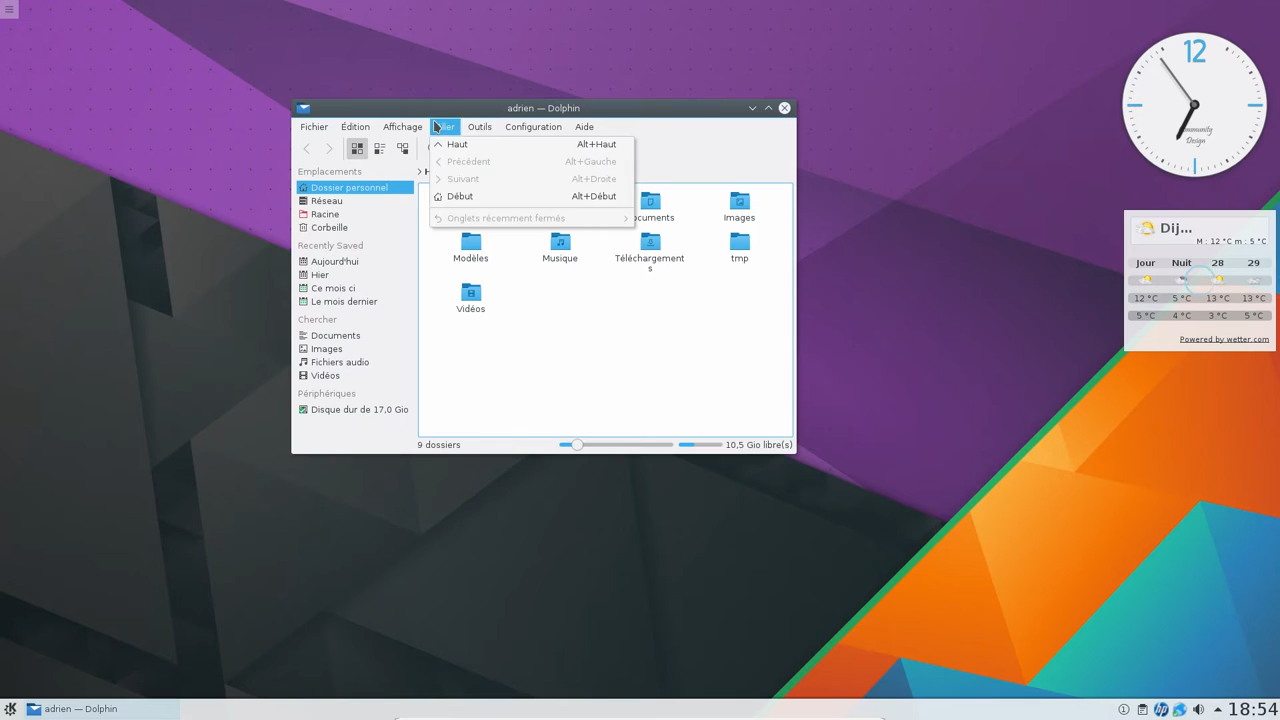 12
Community
Design
adrien — Dolphin
Fichier Édition Affichage Outils Configuration Aide
Haut Alt+Haut
Précédent Alt+Gauche
Suivant Alt+Droite
Début Alt+Début
Onglets récemment fermés
Emplacements
Dossier personnel
Réseau
Racine
Corbeille
Recently Saved
Aujourd'hui
Hier
Ce mois ci
Le mois dernier
Chercher
Documents
Images
Fichiers audio
Vidéos
Périphériques
Disque dur de 17,0 Gio
Images
Modèles Musique Téléchargement tmp
s
Vidéos
9 dossiers 10,5 Gio libre(s)
Dij...
M : 12 °C m : 5 °C
Jour Nuit 28 29
12 °C 5 °C 13 °C 13 °C
5 °C 4 °C 3 °C 5 °C
Powered by wetter.com
adrien — Dolphin
18:54